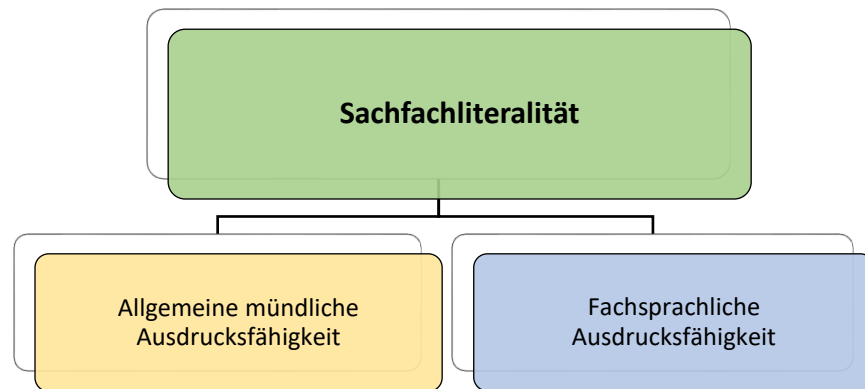 Sachfachliteralität
Allgemeine mündliche
Ausdrucksfähigkeit
Fachsprachliche
Ausdrucksfähigkeit